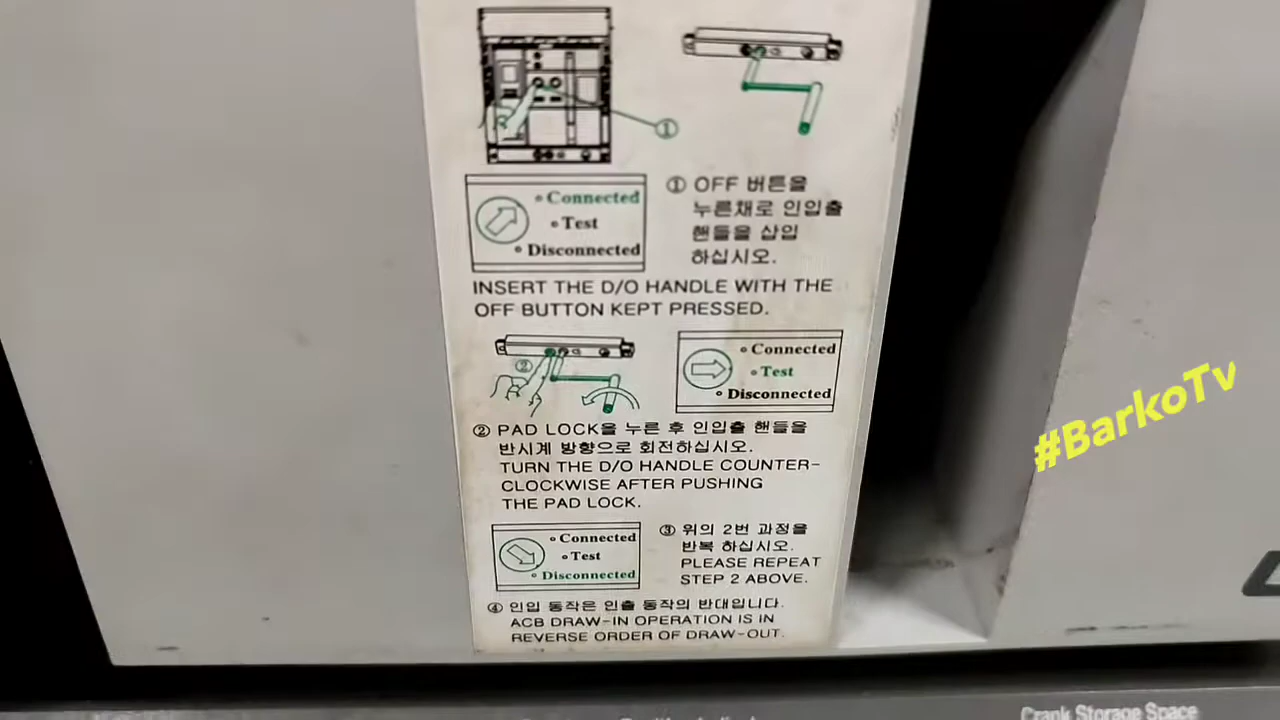 ①
Connected
Test
Disconnected
① OFF 버튼을
누른채로 인입출
핸들을 삽입
하십시오.
INSERT THE D/O HANDLE WITH THE
OFF BUTTON KEPT PRESSED.
②
Connected
Test
Disconnected
② PAD LOCK을 누른 후 인입출 핸들을
반시계 방향으로 회전하십시오.
TURN THE D/O HANDLE COUNTER-
CLOCKWISE AFTER PUSHING
THE PAD LOCK.
Connected
Test
Disconnected
③ 위의 2번 과정을
반복 하십시오.
PLEASE REPEAT
STEP 2 ABOVE.
④ 인입 동작은 인출 동작의 반대입니다.
ACB DRAW-IN OPERATION IS IN
REVERSE ORDER OF DRAW-OUT.
#BarkoTv
Crank Storage Space